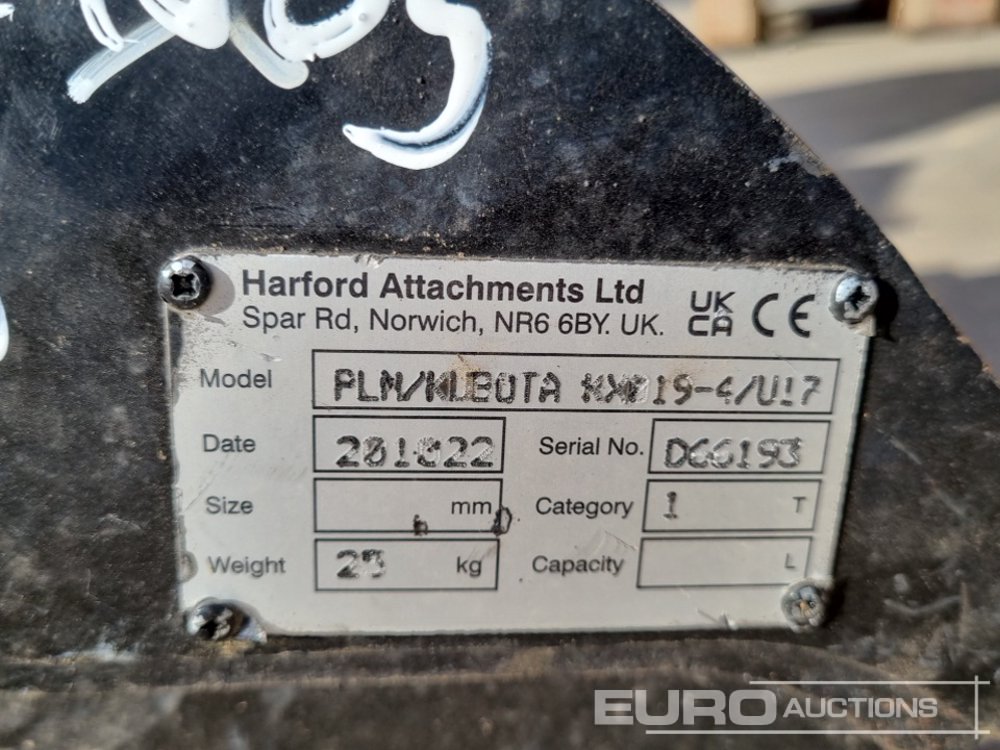 Harford Attachments Ltd
Spar Rd, Norwich, NR6 6BY. UK.
UK CA CE
Model PLM/KUBOTA KX019-4/U17
Date 201022 Serial No. D66193
Size mm Category 1 T
Weight kg Capacity L
EURO AUCTIONS